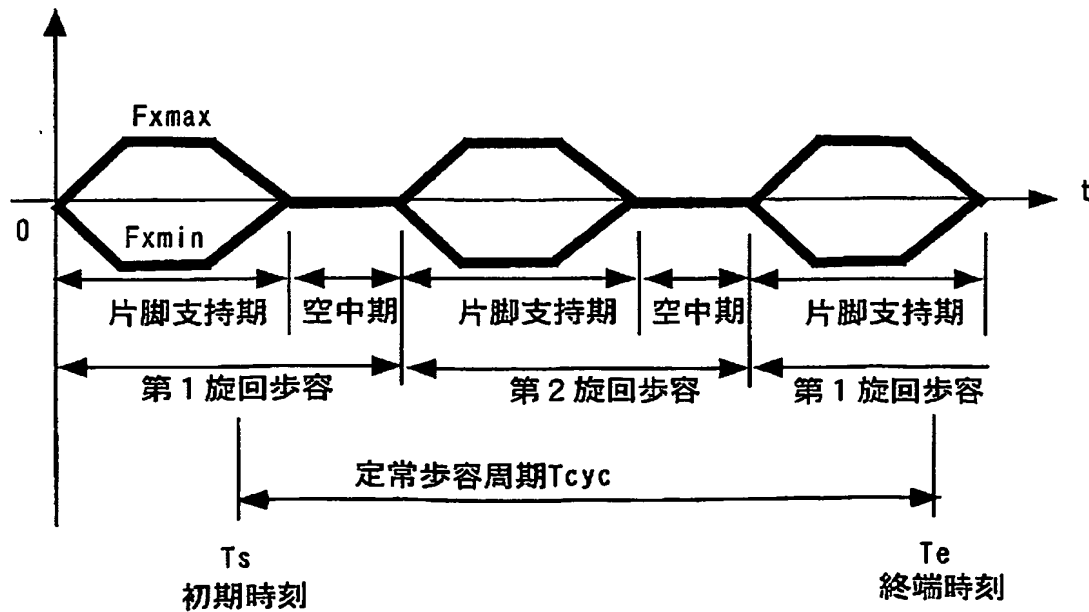 Fxmax
t
0
Fxmin
片脚支持期 空中期 片脚支持期 空中期 片脚支持期
第1旋回歩容 第2旋回歩容 第1旋回歩容
定常歩容周期Tcyc
Ts Te
初期時刻 終端時刻